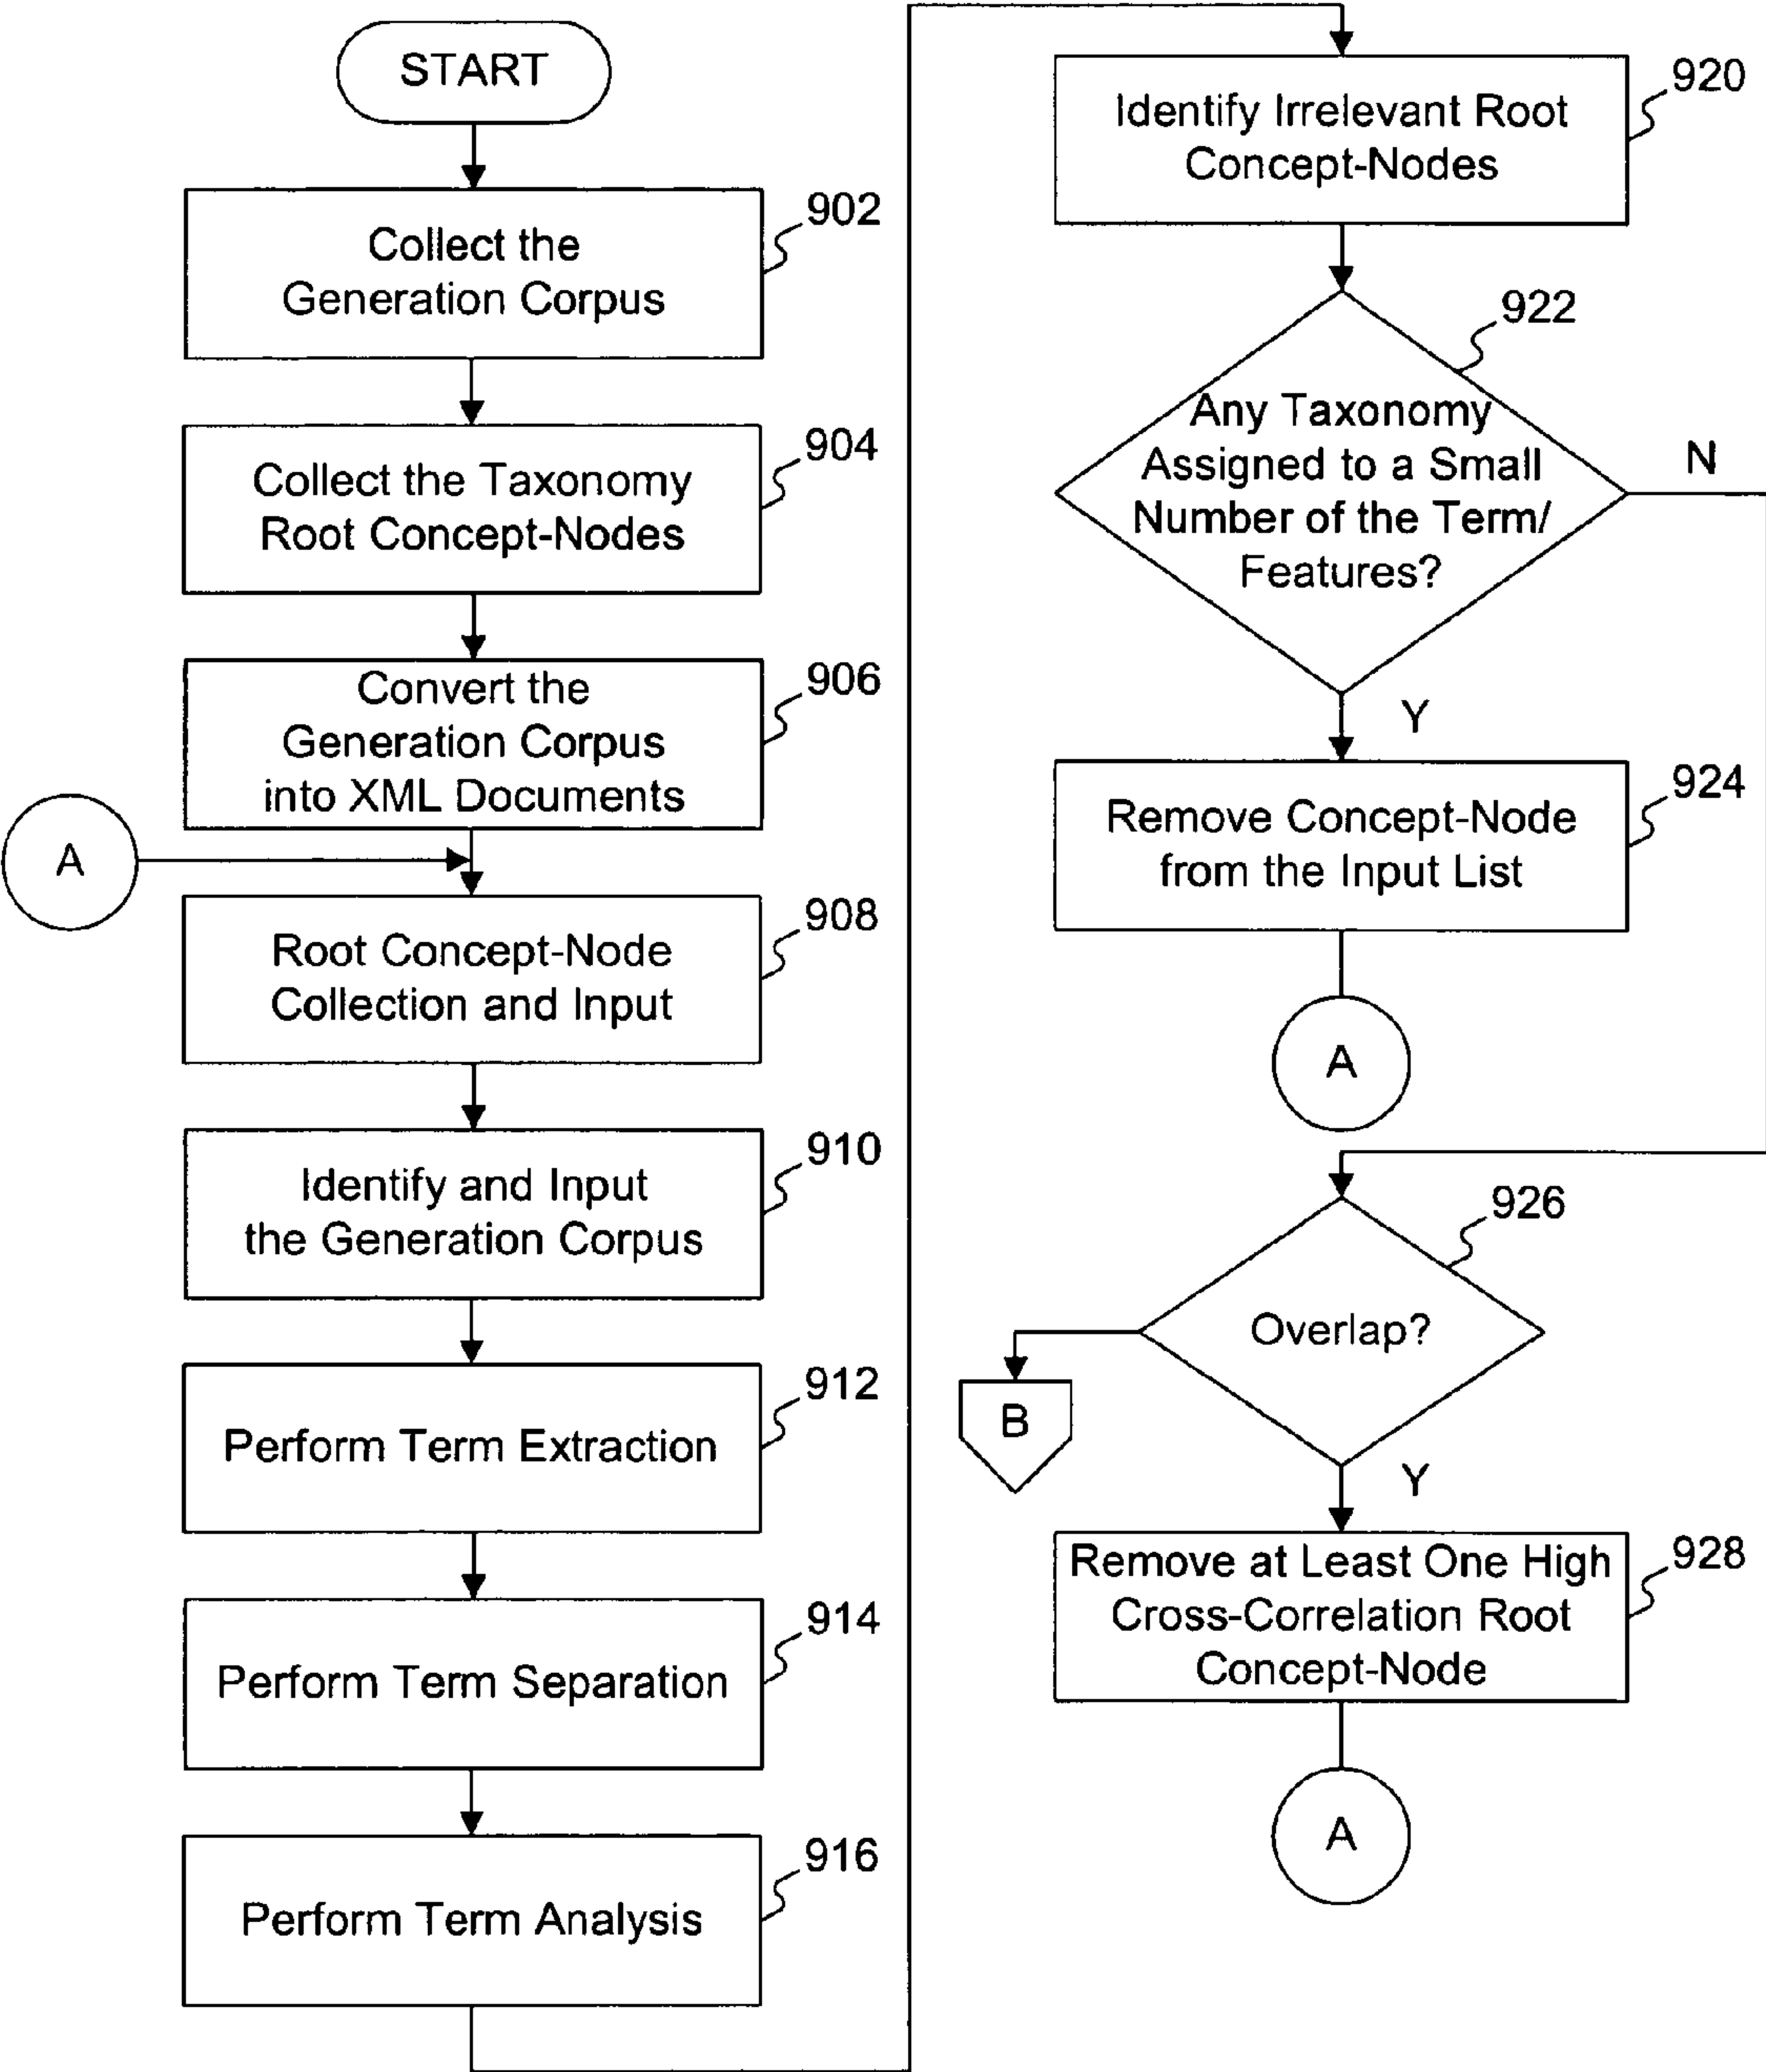 START
902
Collect the
Generation Corpus
904
Collect the Taxonomy
Root Concept-Nodes
906
Convert the
Generation Corpus
into XML Documents
A
908
Root Concept-Node
Collection and Input
910
Identify and Input
the Generation Corpus
912
Perform Term Extraction
914
Perform Term Separation
916
Perform Term Analysis
920
Identify Irrelevant Root
Concept-Nodes
922
Any Taxonomy
Assigned to a Small
Number of the Term/
Features?
N
Y
924
Remove Concept-Node
from the Input List
A
926
Overlap?
B
Y
928
Remove at Least One High
Cross-Correlation Root
Concept-Node
A